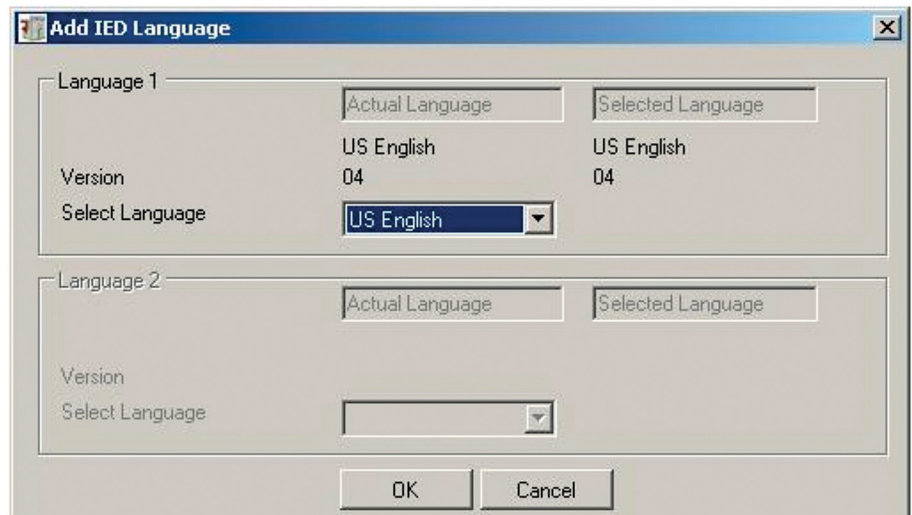 Add IED Language
Language 1
Actual Language Selected Language
US English US English
Version 04 04
Select Language US English
Language 2
Actual Language Selected Language
Version
Select Language
OK Cancel